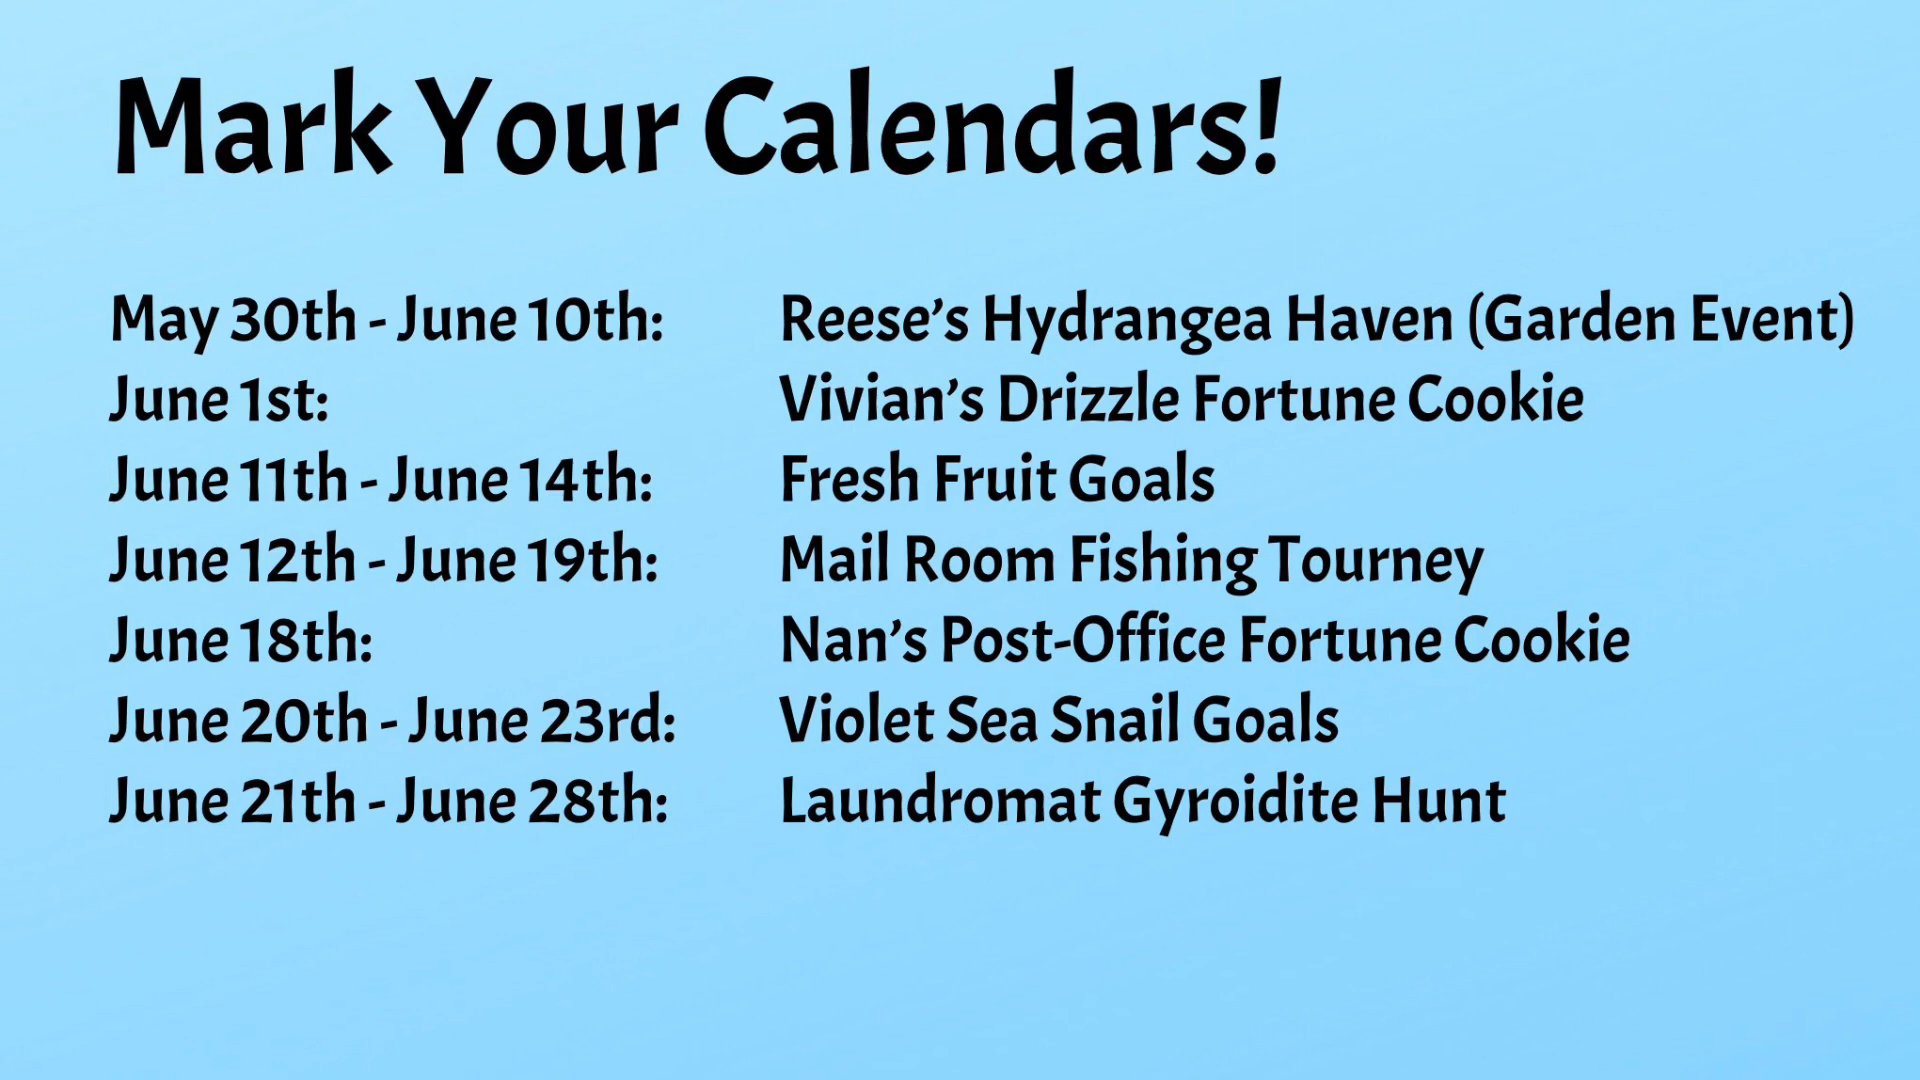 Mark Your Calendars!
May 30th - June 10th: Reese’s Hydrangea Haven (Garden Event)
June 1st: Vivian’s Drizzle Fortune Cookie
June 11th - June 14th: Fresh Fruit Goals
June 12th - June 19th: Mail Room Fishing Tourney
June 18th: Nan’s Post-Office Fortune Cookie
June 20th - June 23rd: Violet Sea Snail Goals
June 21th - June 28th: Laundromat Gyroidite Hunt